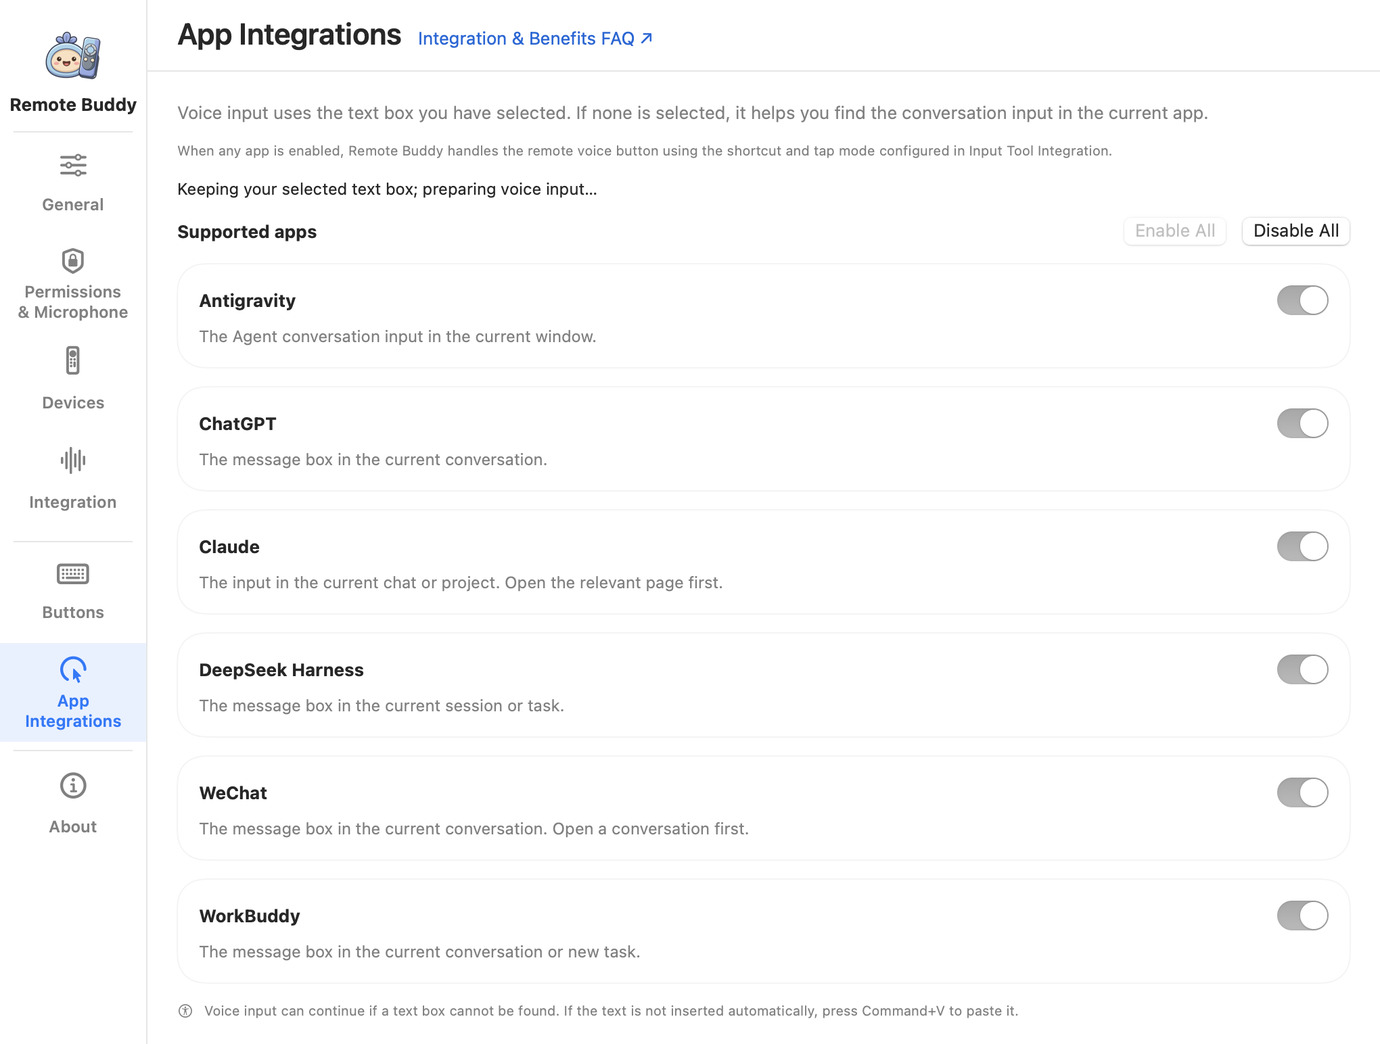 Remote Buddy
General
Permissions
& Microphone
Devices
Integration
Buttons
App
Integrations
About
App Integrations
Integration & Benefits FAQ ↗
Voice input uses the text box you have selected. If none is selected, it helps you find the conversation input in the current app.
When any app is enabled, Remote Buddy handles the remote voice button using the shortcut and tap mode configured in Input Tool Integration.
Keeping your selected text box; preparing voice input...
Supported apps
Enable All
Disable All
Antigravity
The Agent conversation input in the current window.
ChatGPT
The message box in the current conversation.
Claude
The input in the current chat or project. Open the relevant page first.
DeepSeek Harness
The message box in the current session or task.
WeChat
The message box in the current conversation. Open a conversation first.
WorkBuddy
The message box in the current conversation or new task.
Voice input can continue if a text box cannot be found. If the text is not inserted automatically, press Command+V to paste it.